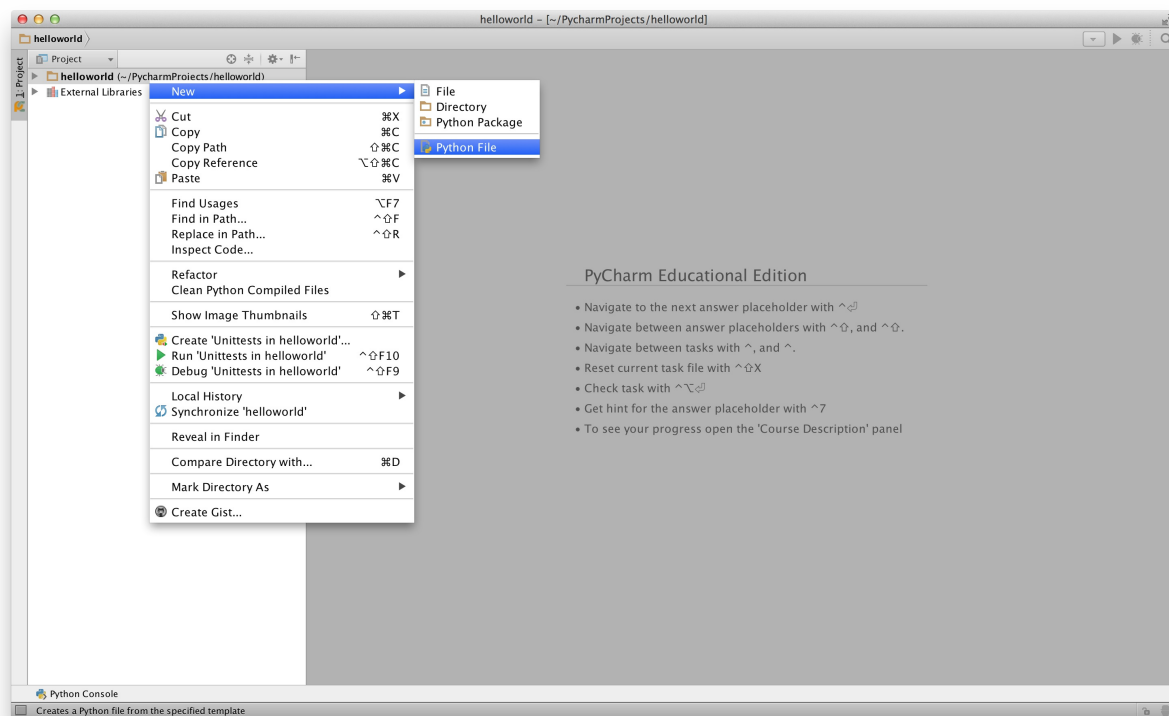 helloworld – [~/PycharmProjects/helloworld]
helloworld
Project
1: Project
helloworld (~/PycharmProjects/helloworld)
External Libraries
New
Cut ⌘X
Copy ⌘C
Copy Path ⇧⌘C
Copy Reference ⌥⇧⌘C
Paste ⌘V
Find Usages ⌥F7
Find in Path... ^⇧F
Replace in Path... ^⇧R
Inspect Code...
Refactor
Clean Python Compiled Files
Show Image Thumbnails ⇧⌘T
Create 'Unittests in helloworld'...
Run 'Unittests in helloworld' ^⇧F10
Debug 'Unittests in helloworld' ^⇧F9
Local History
Synchronize 'helloworld'
Reveal in Finder
Compare Directory with... ⌘D
Mark Directory As
Create Gist...
File
Directory
Python Package
Python File
PyCharm Educational Edition
• Navigate to the next answer placeholder with ^⏎
• Navigate between answer placeholders with ^⇧, and ^⇧.
• Navigate between tasks with ^, and ^.
• Reset current task file with ^⇧X
• Check task with ^⌥⏎
• Get hint for the answer placeholder with ^7
• To see your progress open the 'Course Description' panel
Python Console
Creates a Python file from the specified template